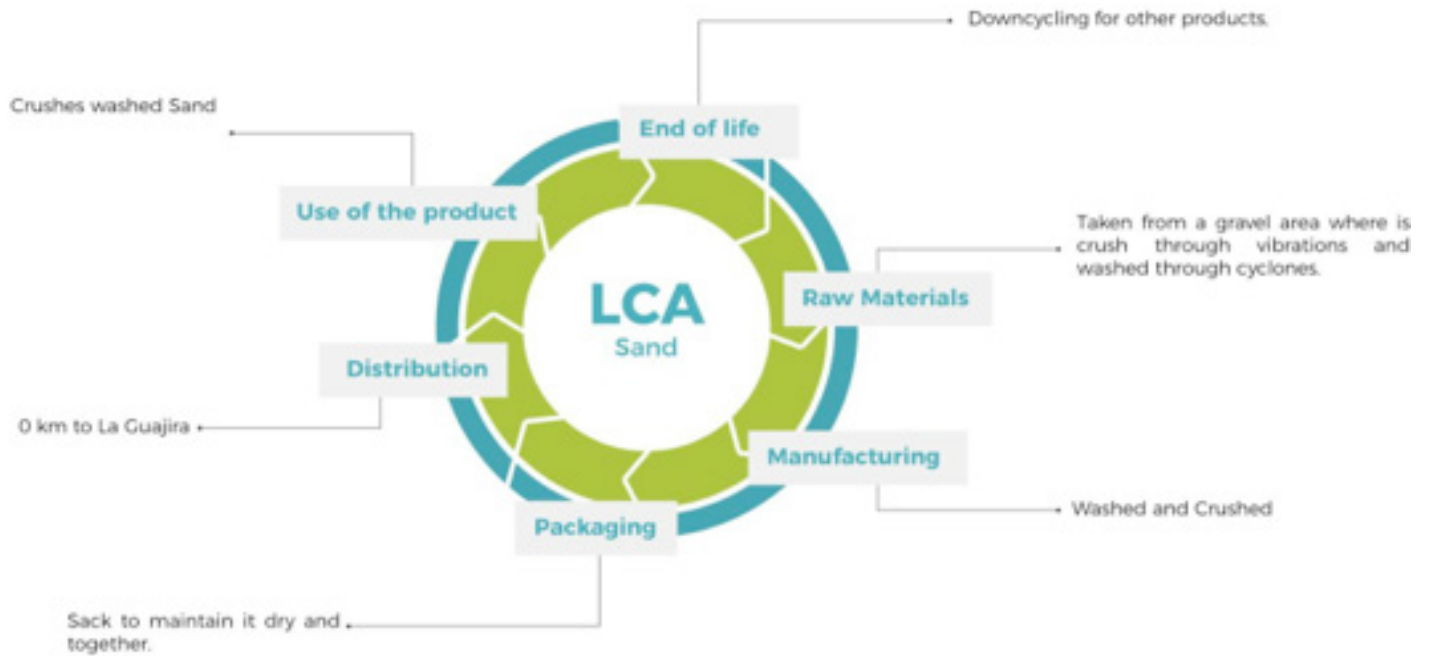 Downcycling for other products.
Crushes washed Sand
End of life
Use of the product
Taken from a gravel area where is
crush through vibrations and
washed through cyclones.
Raw Materials
LCA
Sand
Distribution
0 km to La Guajira
Manufacturing
Washed and Crushed
Packaging
Sack to maintain it dry and
together.